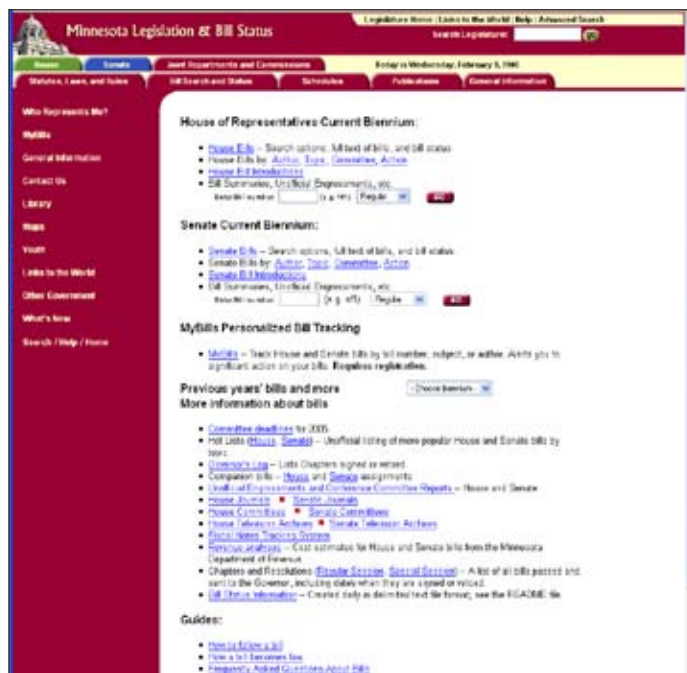 Legislature Home | Links to the World | Help | Advanced Search
Minnesota Legislation & Bill Status
Search Legislature:
House
Senate
Joint Departments and Commissions
Today is Wednesday, February 9, 2005
Statutes, Laws, and Rules
Bill Search and Status
Schedules
Publications
General Information
Who Represents Me?
MyBills
General Information
Contact Us
Library
Maps
Youth
Links to the World
Other Government
What's New
Search / Help / Home
House of Representatives Current Biennium:
House Bills – Search options, full text of bills, and bill status
House Bills by: Author, Topic, Committee, Action
House Bill Introductions
Bill Summaries, Unofficial Engrossments, etc.
Enter Bill number: (e.g. hf1) Regular GO
Senate Current Biennium:
Senate Bills – Search options, full text of bills, and bill status
Senate Bills by: Author, Topic, Committee, Action
Senate Bill Introductions
Bill Summaries, Unofficial Engrossments, etc.
Enter Bill number: (e.g. sf1) Regular GO
MyBills Personalized Bill Tracking
MyBills – Track House and Senate bills by bill number, subject, or author. Alerts you to
significant action on your bills. Requires registration.
Previous years' bills and more - Choose biennium -
More information about bills
Committee deadlines for 2005.
Hot Lists (House, Senate) – Unofficial listing of more popular House and Senate bills by
topic.
Governor's Log – Lists Chapters signed or vetoed.
Companion bills – House and Senate assignments.
Unofficial Engrossments and Conference Committee Reports – House and Senate
House Journals Senate Journals
House Committees Senate Committees
House Television Archives Senate Television Archives
Fiscal Notes Tracking System
Revenue analyses – Cost estimates for House and Senate bills from the Minnesota
Department of Revenue.
Chapters and Resolutions (Regular Session, Special Session) – A list of all bills passed and
sent to the Governor, including dates when they are signed or vetoed.
Bill Status Information – Created daily in delimited text file format; see the README file.
Guides:
How to follow a bill
How a bill becomes law
Frequently Asked Questions About Bills